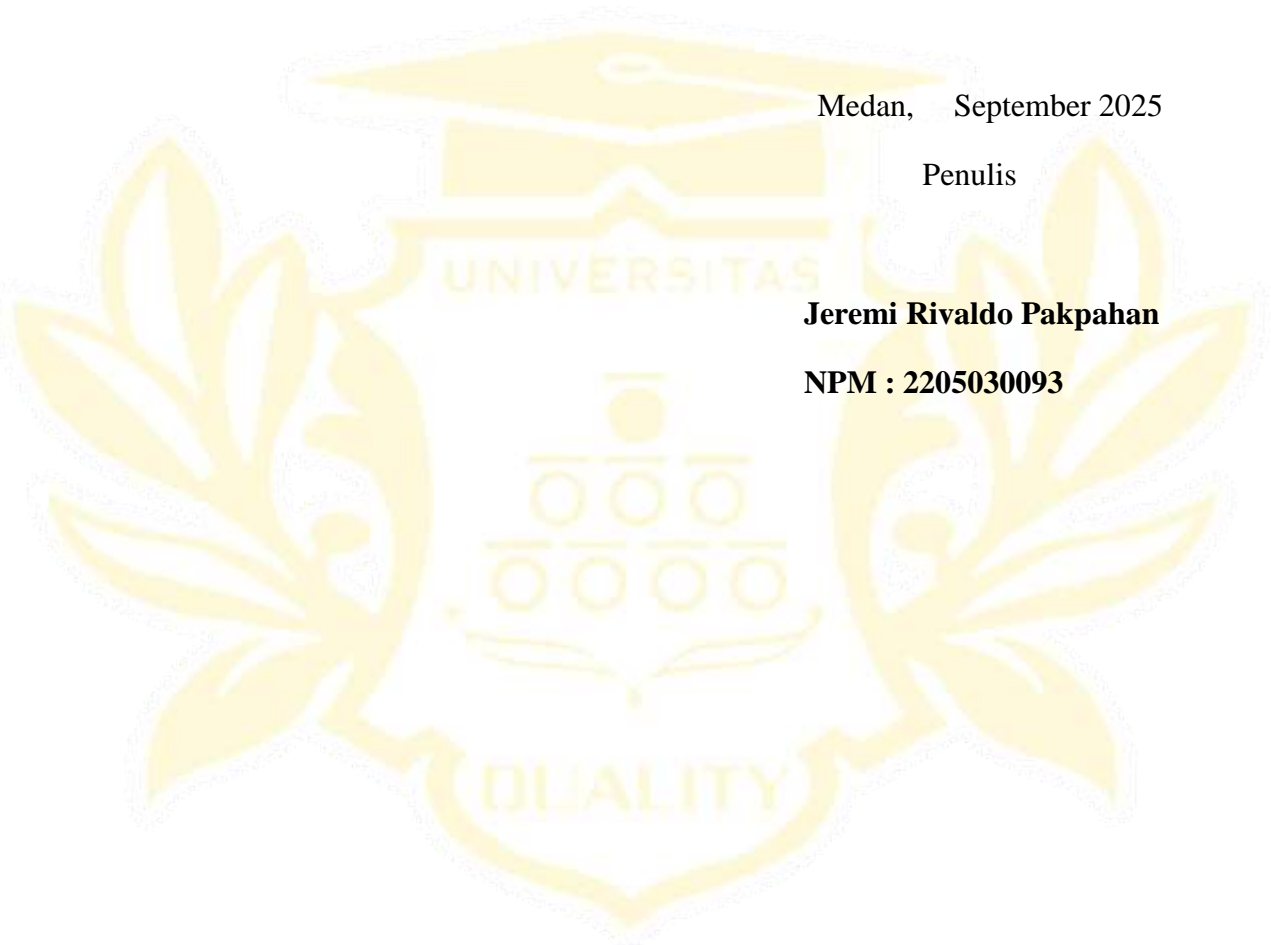 Medan, September 2025
Penulis
UNIVERSITAS
Jeremi Rivaldo Pakpahan
NPM : 2205030093
QUALITY